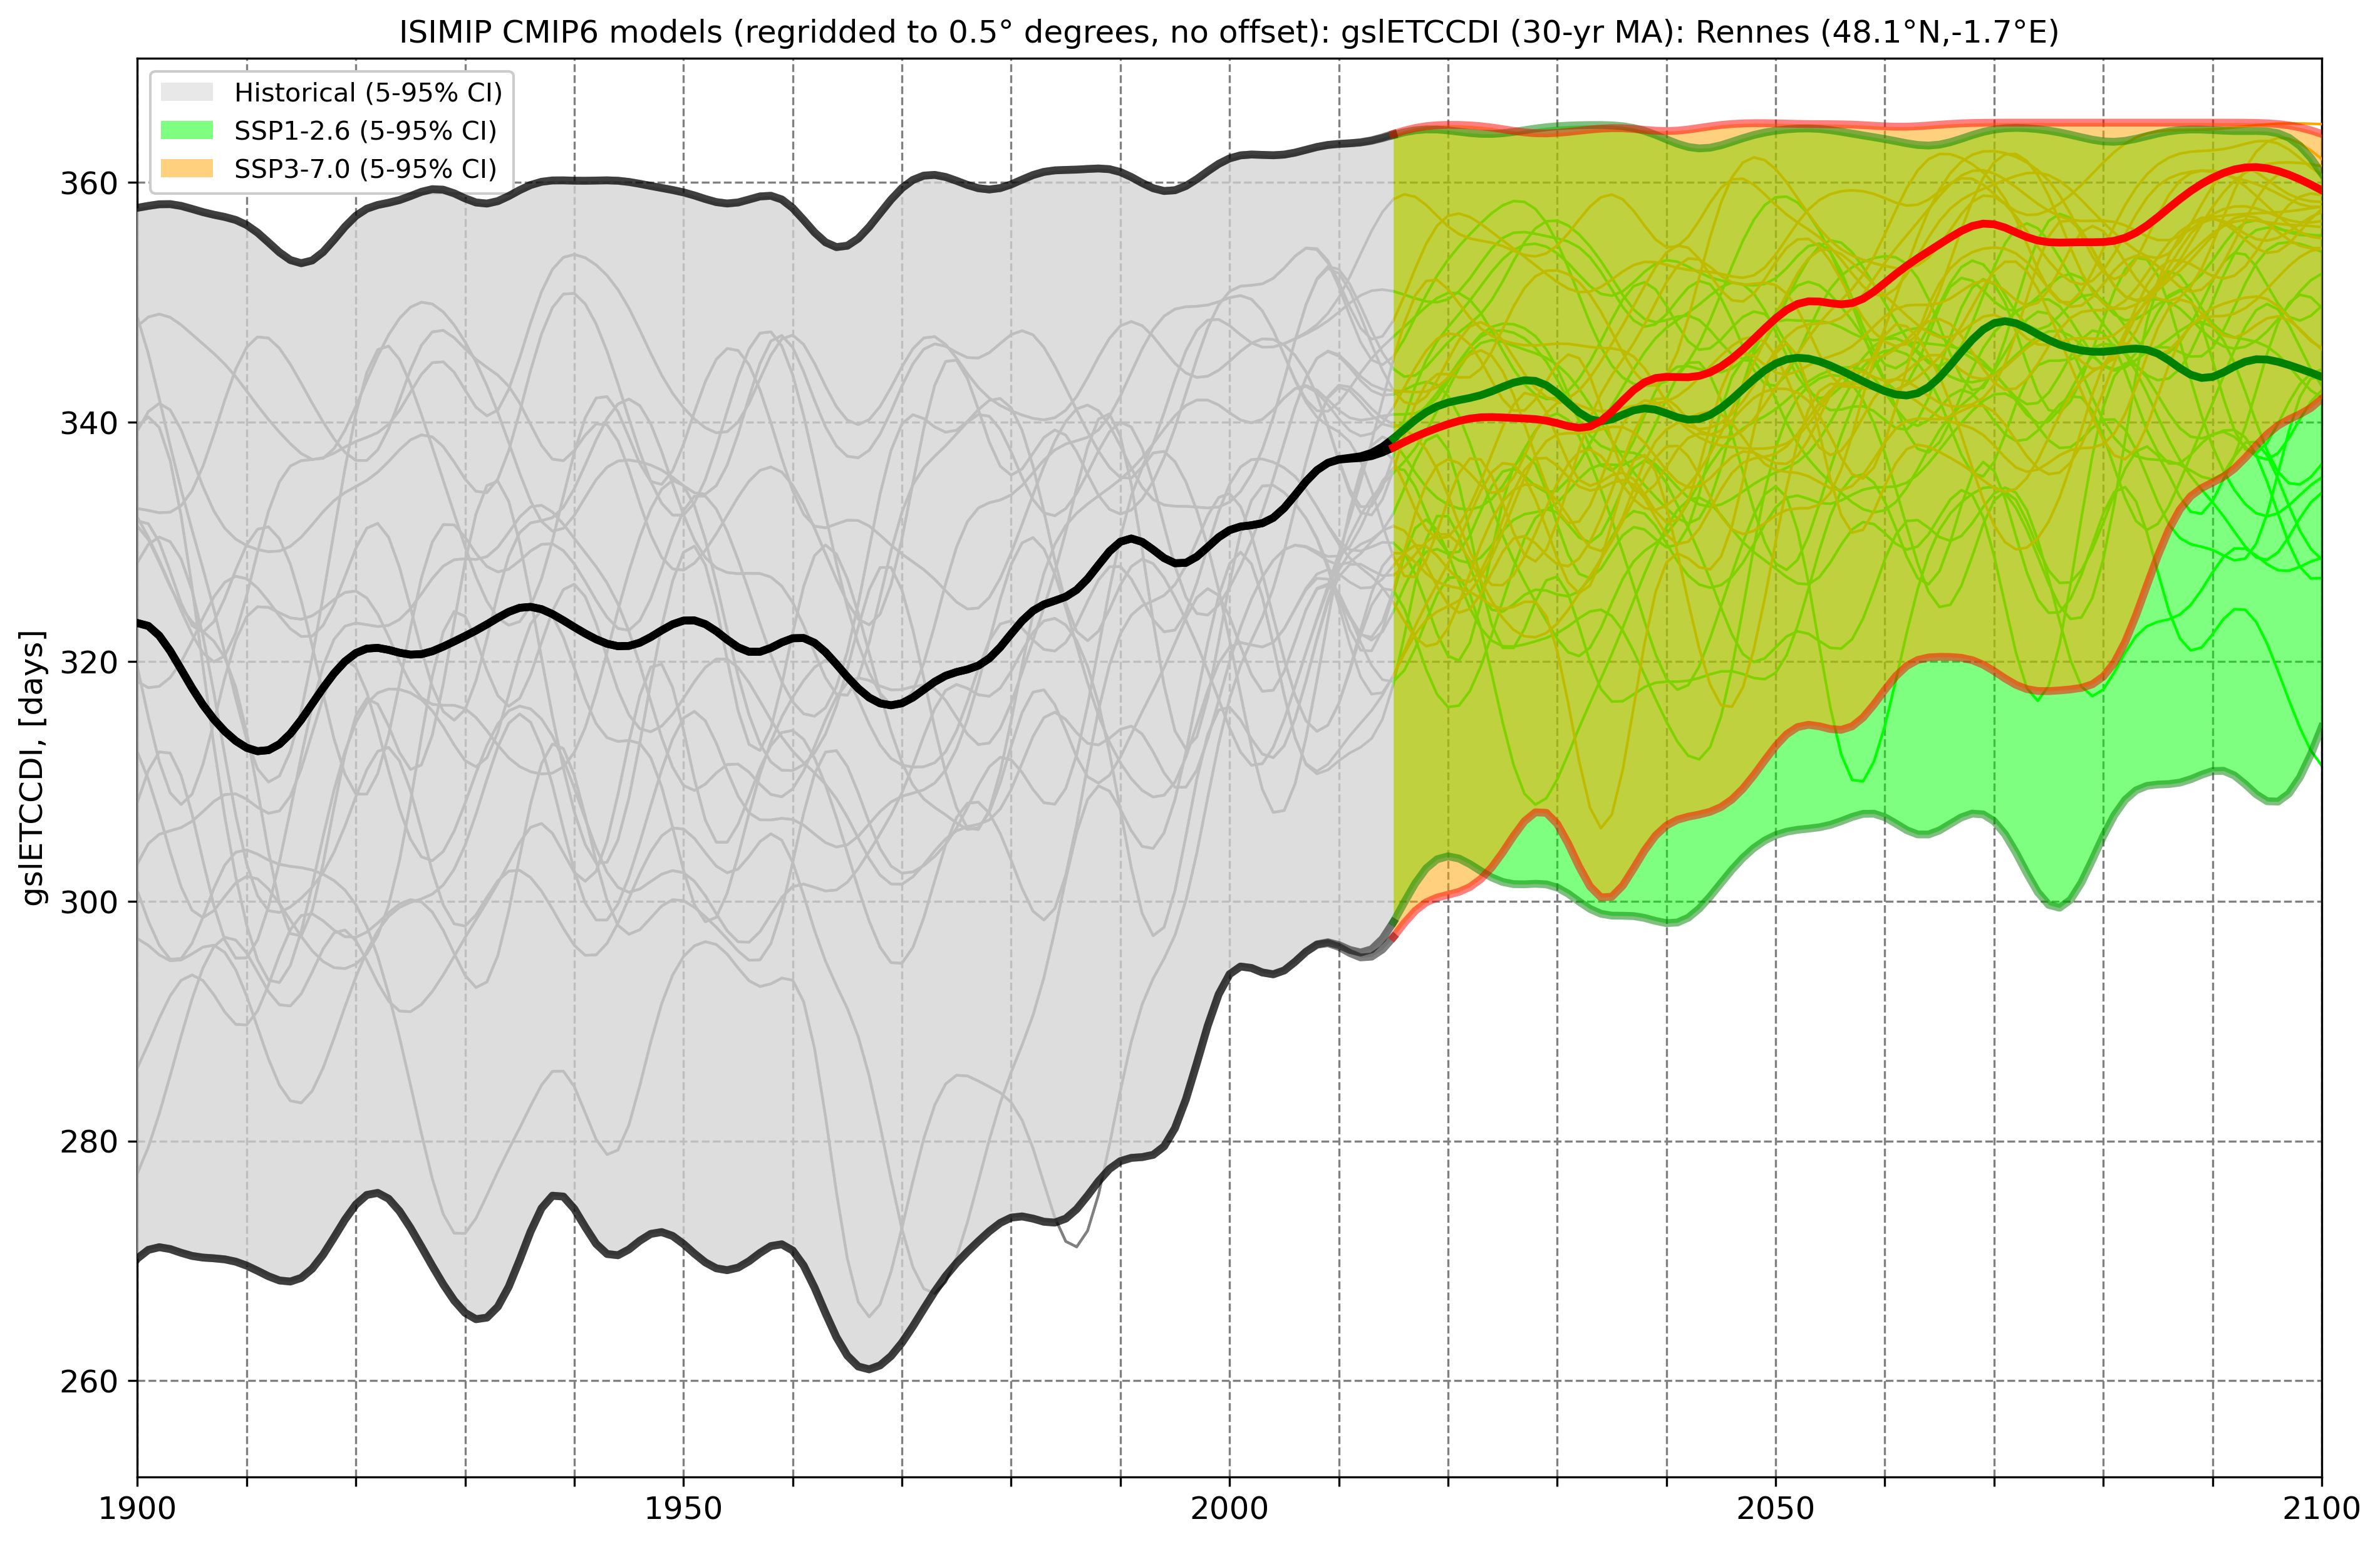 ISIMIP CMIP6 models (regridded to 0.5° degrees, no offset): gslETCCDI (30-yr MA): Rennes (48.1°N,-1.7°E)
Historical (5-95% CI)
SSP1-2.6 (5-95% CI)
SSP3-7.0 (5-95% CI)
gslETCCDI, [days]
360
340
320
300
280
260
1900 1950 2000 2050 2100